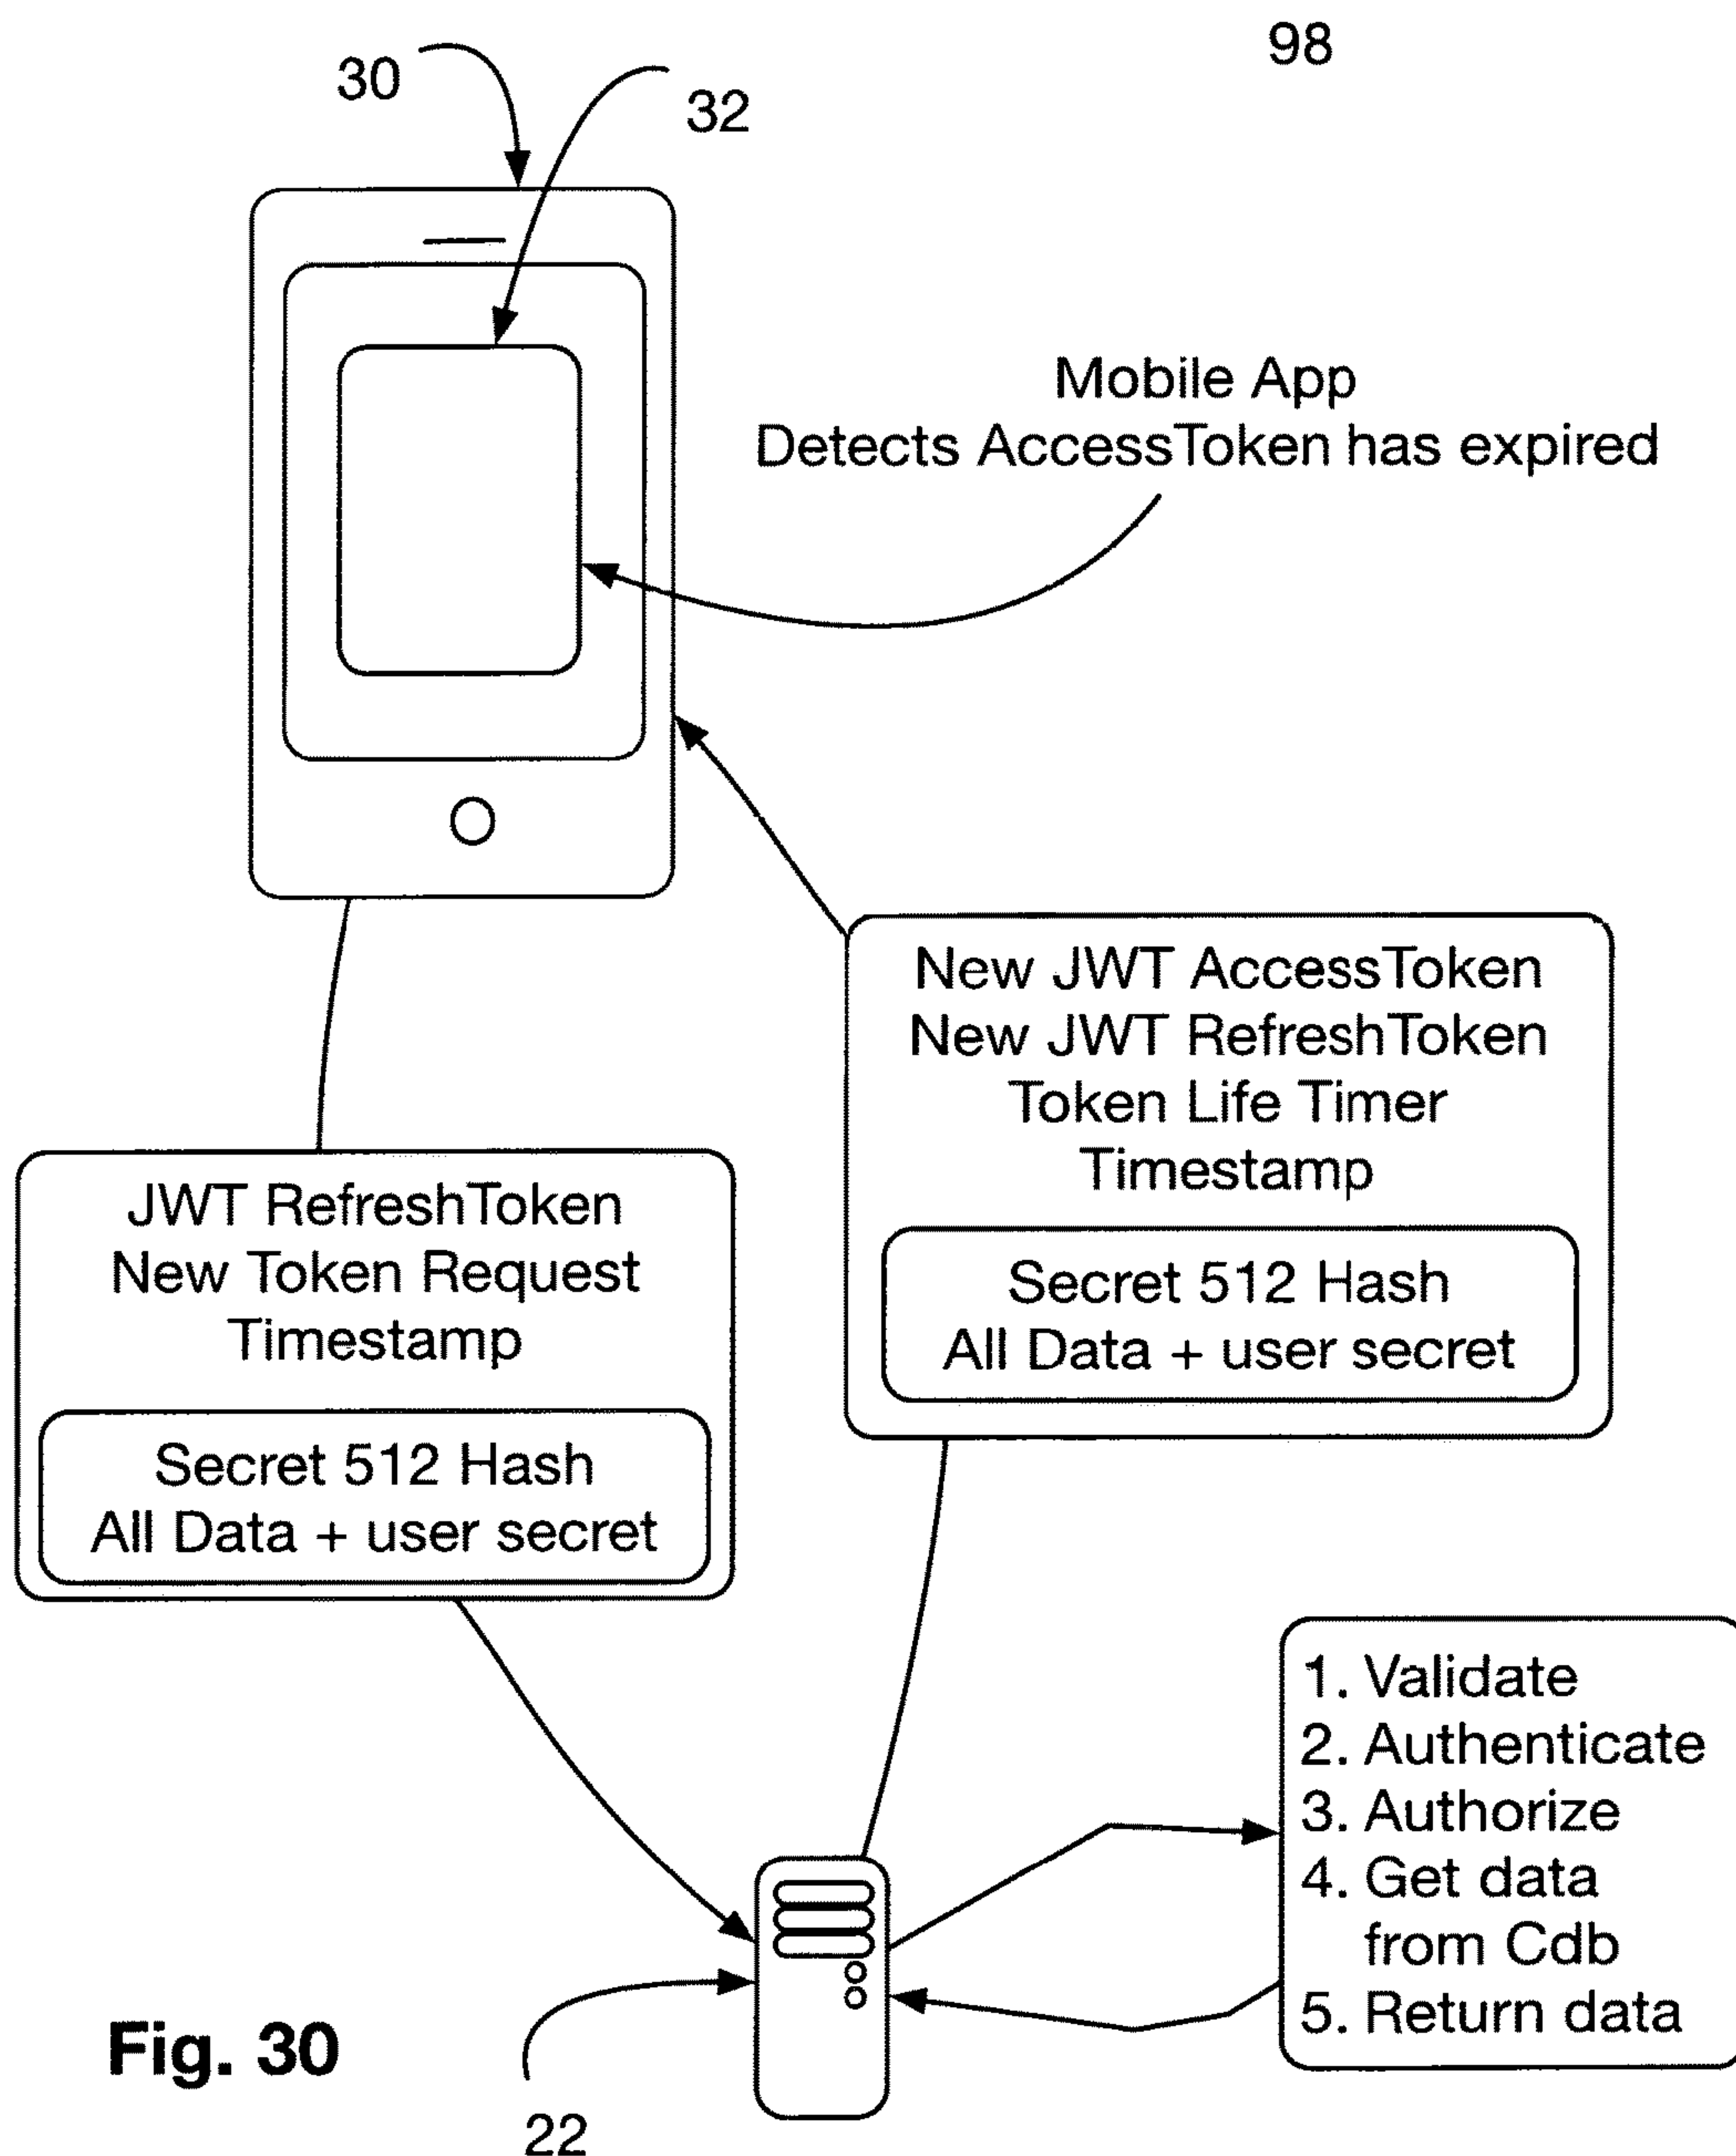 98
30
32
Mobile App
Detects AccessToken has expired
New JWT AccessToken
New JWT RefreshToken
Token Life Timer
Timestamp
Secret 512 Hash
All Data + user secret
JWT RefreshToken
New Token Request
Timestamp
Secret 512 Hash
All Data + user secret
1. Validate
2. Authenticate
3. Authorize
4. Get data
from Cdb
5. Return data
Fig. 30
22